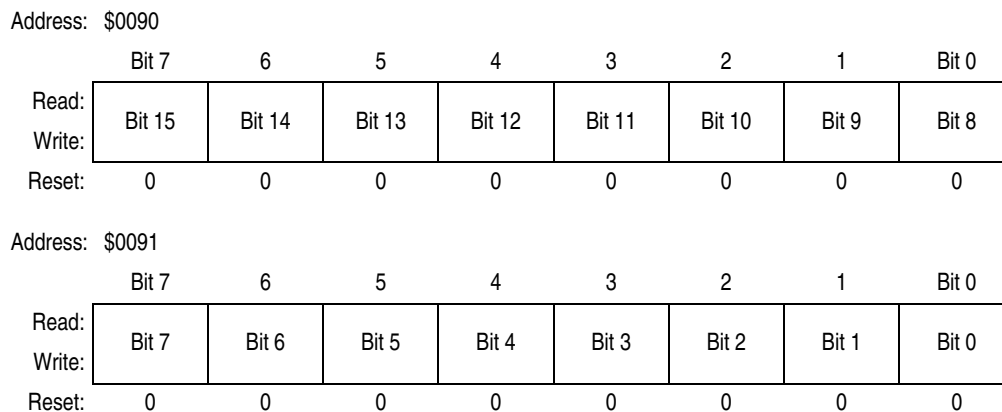 Address: $0090
Bit 7 6 5 4 3 2 1 Bit 0
Read:
Bit 15 Bit 14 Bit 13 Bit 12 Bit 11 Bit 10 Bit 9 Bit 8
Write:
Reset: 0 0 0 0 0 0 0 0
Address: $0091
Bit 7 6 5 4 3 2 1 Bit 0
Read:
Bit 7 Bit 6 Bit 5 Bit 4 Bit 3 Bit 2 Bit 1 Bit 0
Write:
Reset: 0 0 0 0 0 0 0 0